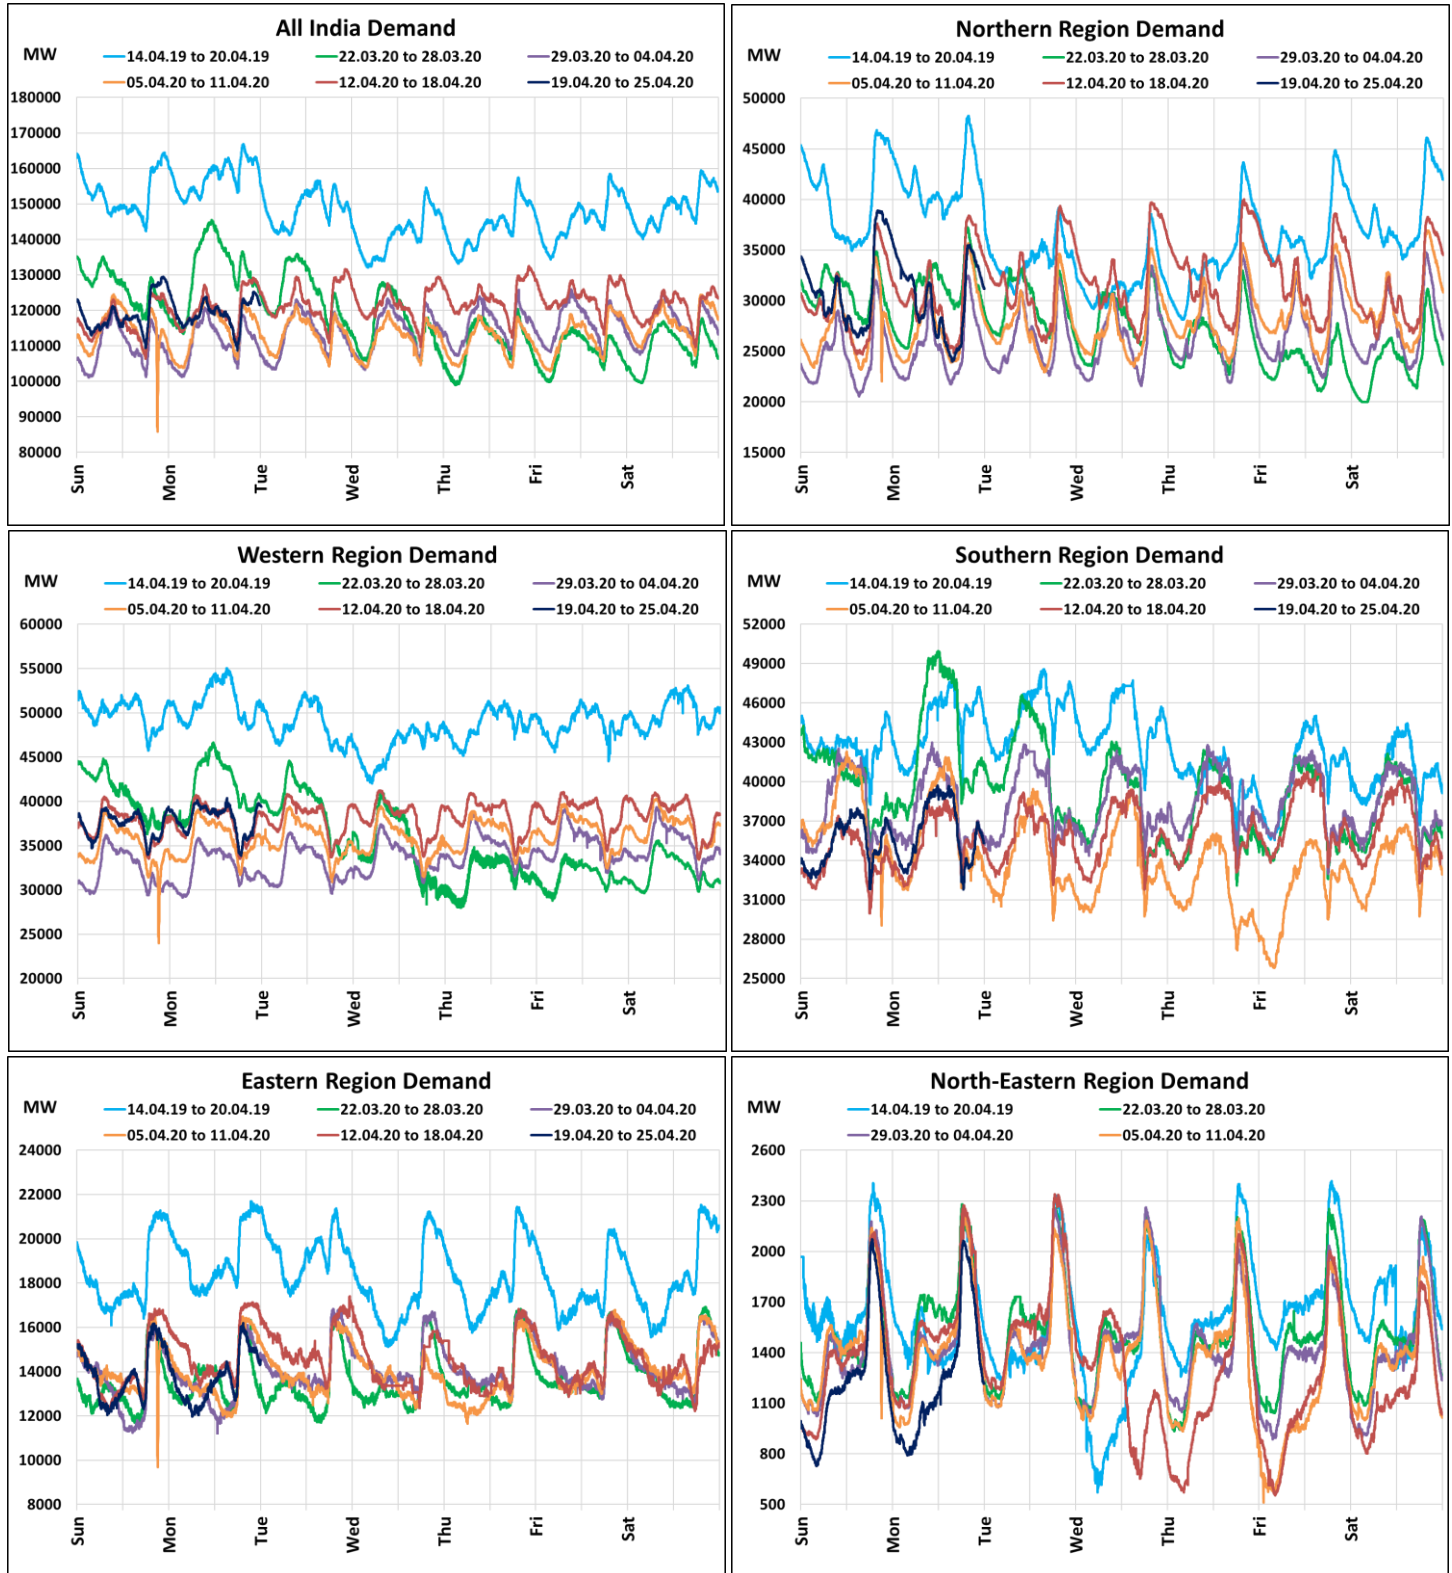 All India Demand
MW
14.04.19 to 20.04.19 22.03.20 to 28.03.20 29.03.20 to 04.04.20
05.04.20 to 11.04.20 12.04.20 to 18.04.20 19.04.20 to 25.04.20
180000
170000
160000
150000
140000
130000
120000
110000
100000
90000
80000
Sun Mon Tue Wed Thu Fri Sat
Northern Region Demand
MW
14.04.19 to 20.04.19 22.03.20 to 28.03.20 29.03.20 to 04.04.20
05.04.20 to 11.04.20 12.04.20 to 18.04.20 19.04.20 to 25.04.20
50000
45000
40000
35000
30000
25000
20000
15000
Sun Mon Tue Wed Thu Fri Sat
Western Region Demand
MW
14.04.19 to 20.04.19 22.03.20 to 28.03.20 29.03.20 to 04.04.20
05.04.20 to 11.04.20 12.04.20 to 18.04.20 19.04.20 to 25.04.20
60000
55000
50000
45000
40000
35000
30000
25000
20000
Sun Mon Tue Wed Thu Fri Sat
Southern Region Demand
MW
14.04.19 to 20.04.19 22.03.20 to 28.03.20 29.03.20 to 04.04.20
05.04.20 to 11.04.20 12.04.20 to 18.04.20 19.04.20 to 25.04.20
52000
49000
46000
43000
40000
37000
34000
31000
28000
25000
Sun Mon Tue Wed Thu Fri Sat
Eastern Region Demand
MW
14.04.19 to 20.04.19 22.03.20 to 28.03.20 29.03.20 to 04.04.20
05.04.20 to 11.04.20 12.04.20 to 18.04.20 19.04.20 to 25.04.20
24000
22000
20000
18000
16000
14000
12000
10000
8000
Sun Mon Tue Wed Thu Fri Sat
North-Eastern Region Demand
MW
14.04.19 to 20.04.19 22.03.20 to 28.03.20
29.03.20 to 04.04.20 05.04.20 to 11.04.20
2600
2300
2000
1700
1400
1100
800
500
Sun Mon Tue Wed Thu Fri Sat